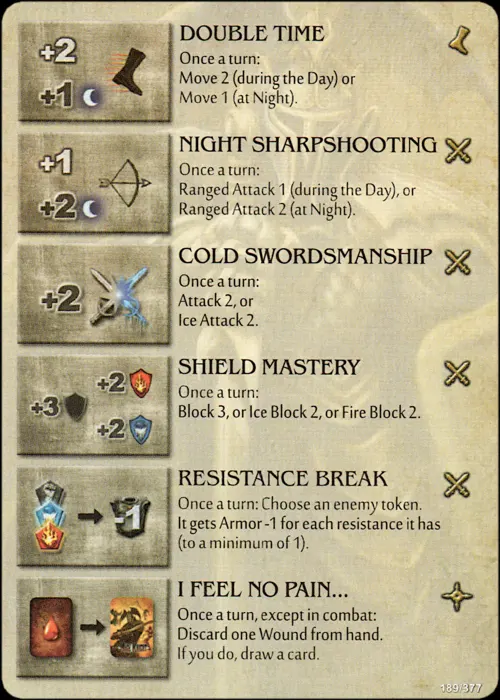 +2
+1
DOUBLE TIME
Once a turn:
Move 2 (during the Day) or
Move 1 (at Night).
+1
+2
NIGHT SHARPSHOOTING
Once a turn:
Ranged Attack 1 (during the Day), or
Ranged Attack 2 (at Night).
+2
COLD SWORDSMANSHIP
Once a turn:
Attack 2, or
Ice Attack 2.
+3
+2
+2
SHIELD MASTERY
Once a turn:
Block 3, or Ice Block 2, or Fire Block 2.
-1
RESISTANCE BREAK
Once a turn: Choose an enemy token.
It gets Armor -1 for each resistance it has
(to a minimum of 1).
I FEEL NO PAIN...
Once a turn, except in combat:
Discard one Wound from hand.
If you do, draw a card.
189/377